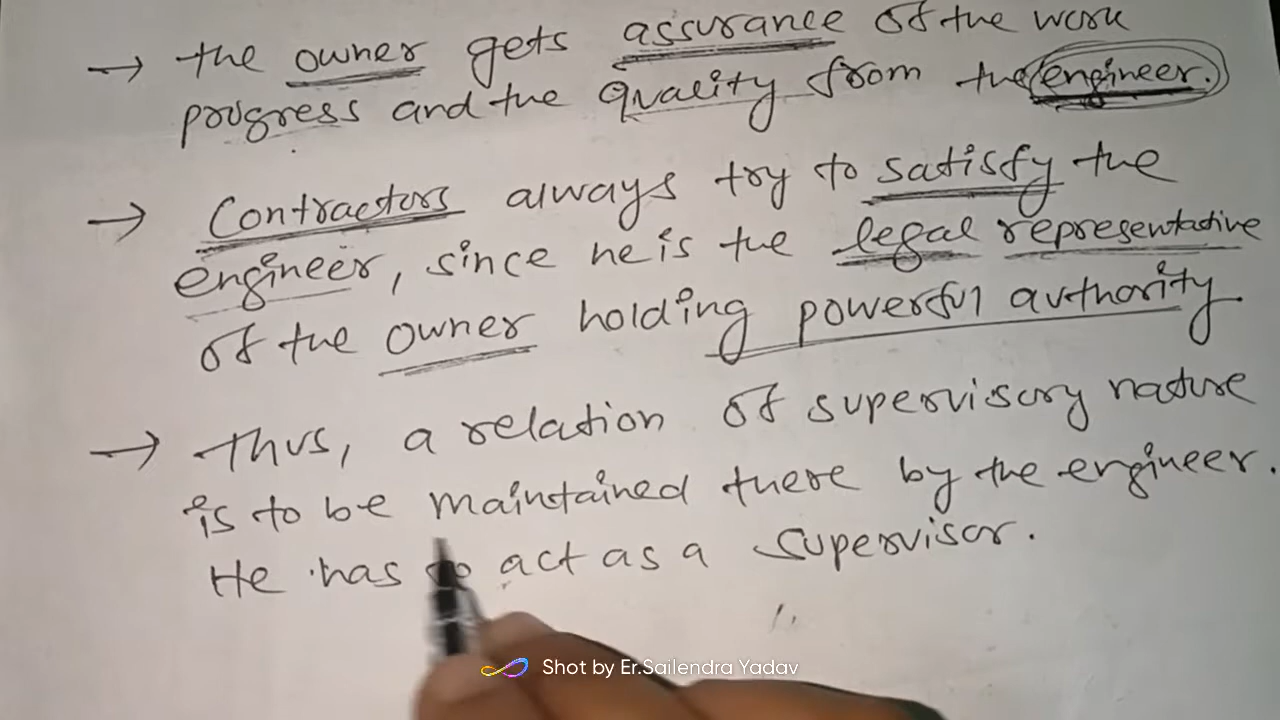 → the owner gets assurance of the work
progress and the quality from the engineer.
→ Contractors always try to satisfy the
engineer, since he is the legal representative
of the owner holding powerful authority.
→ Thus, a relation of supervisory nature
is to be maintained there by the engineer.
He has to act as a supervisor.
Shot by Er.Sailendra Yadav